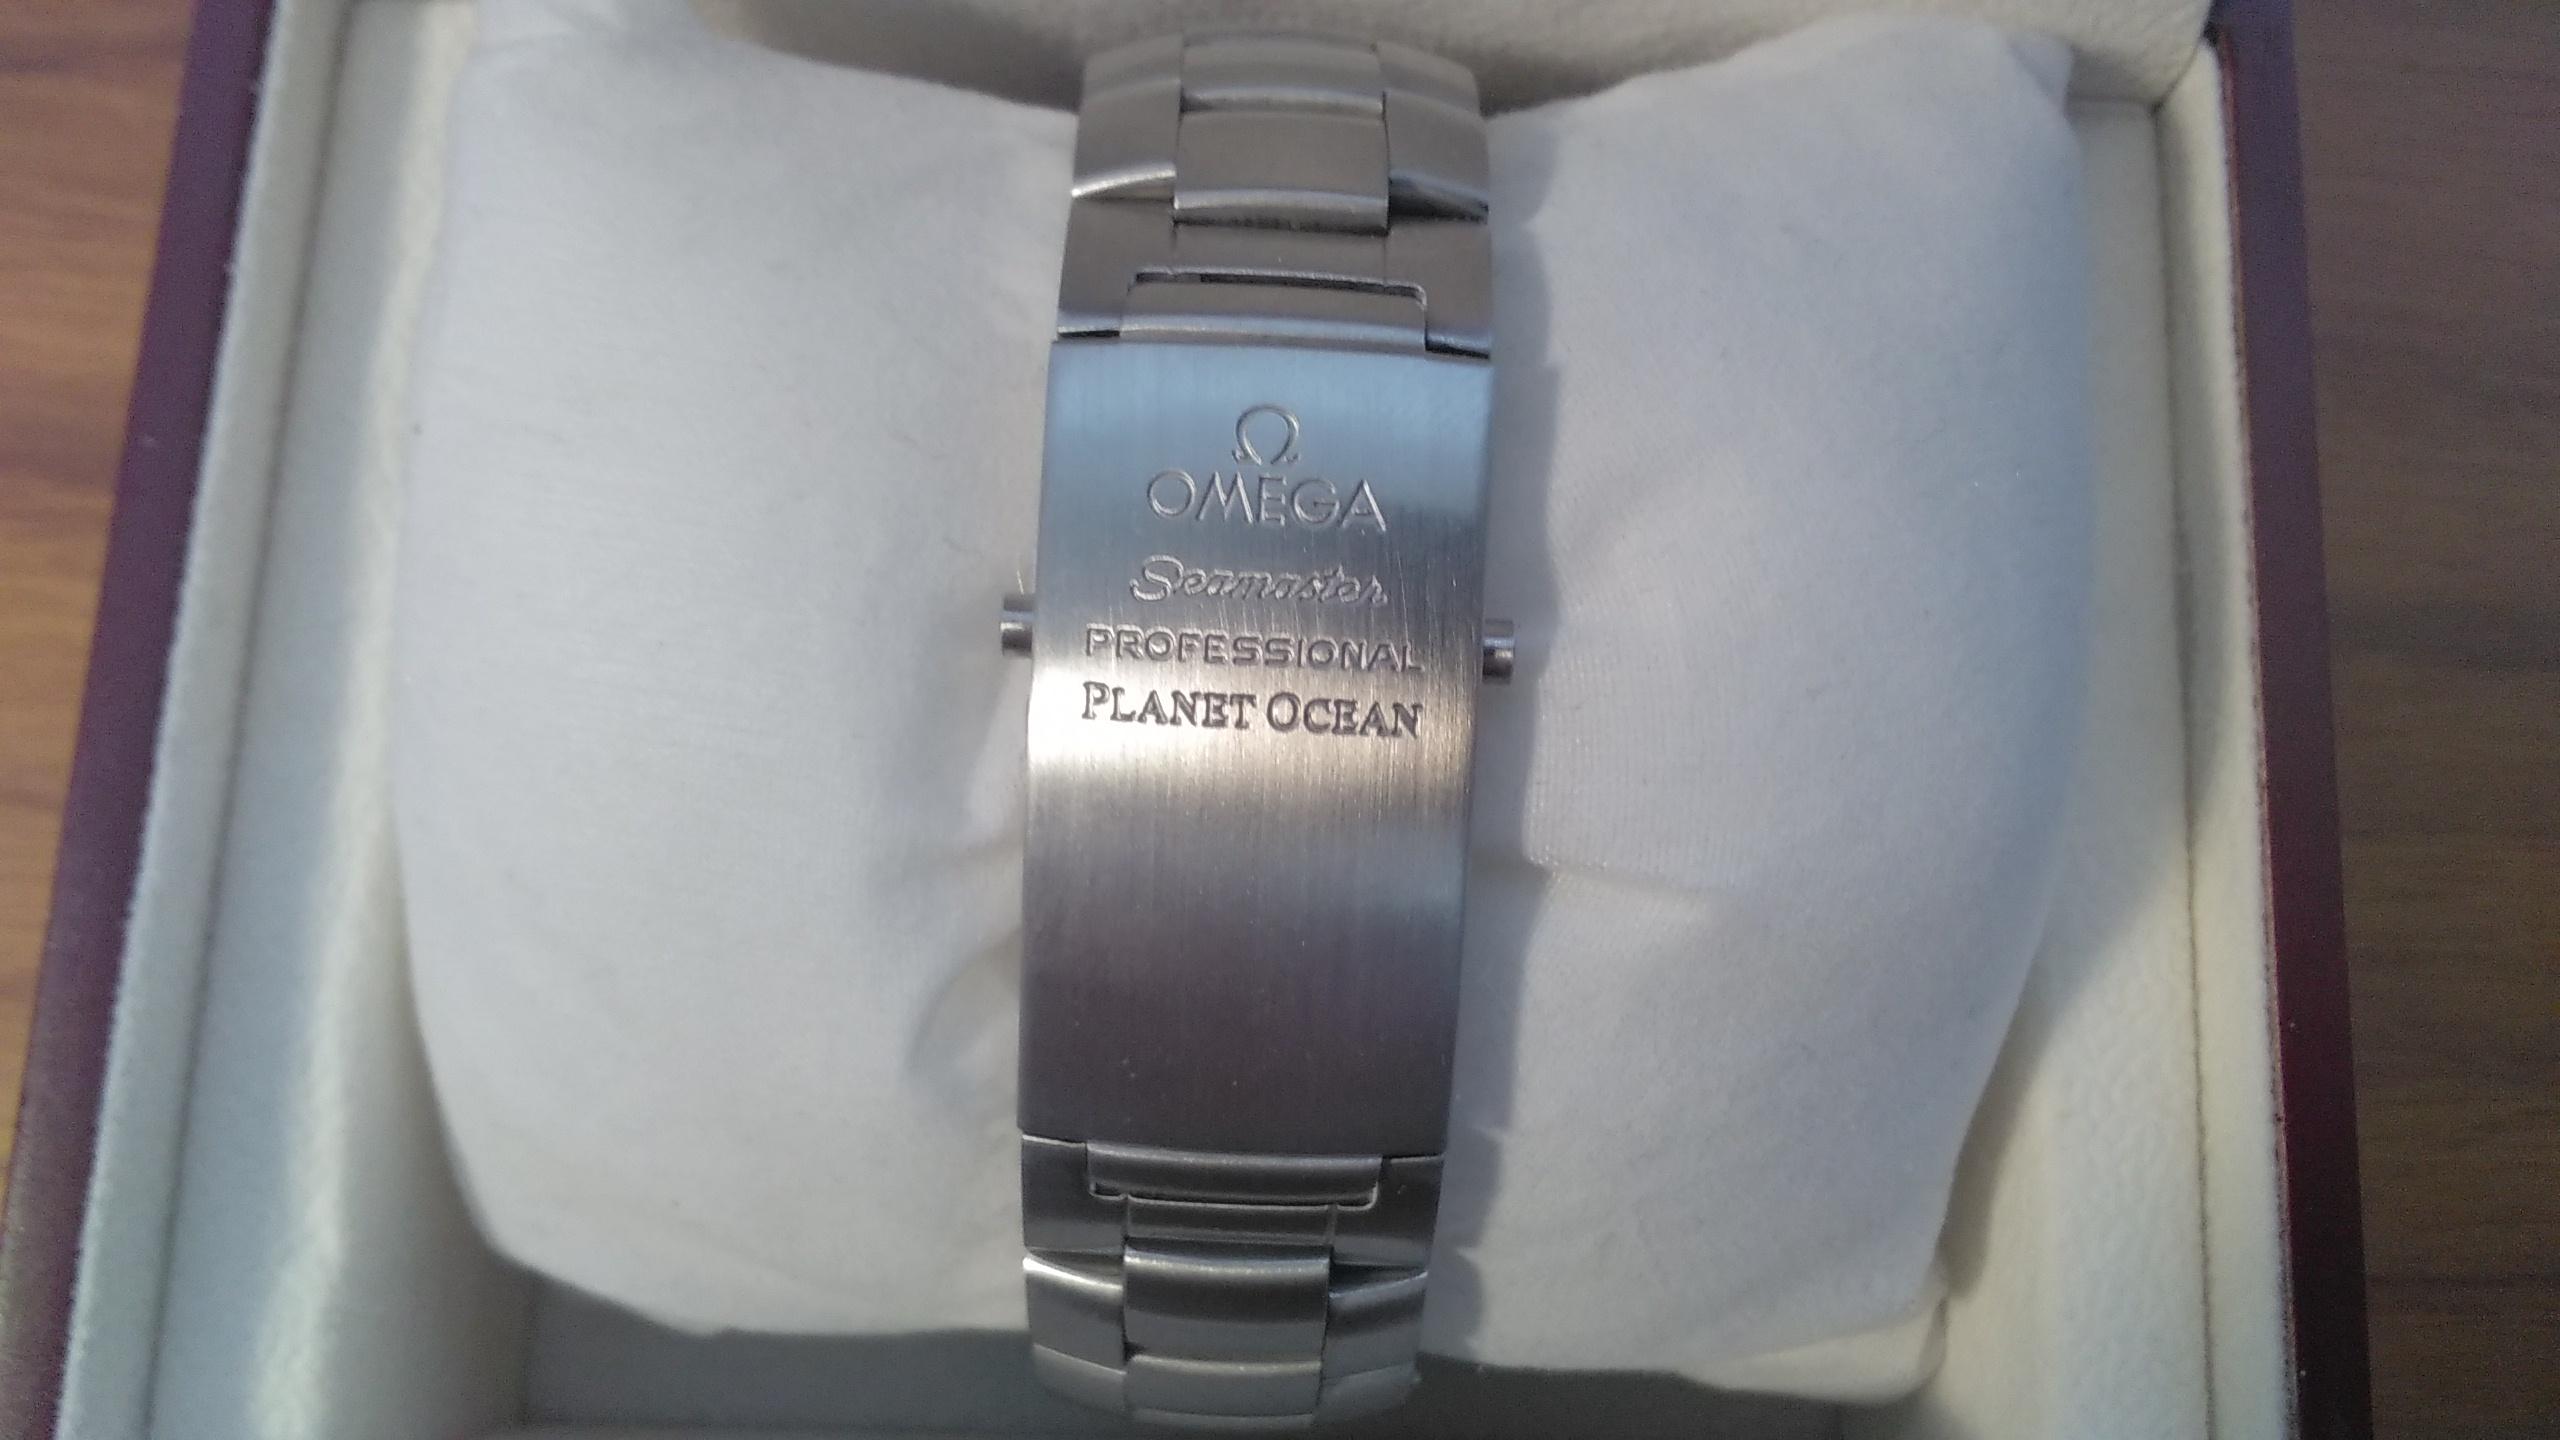 Ω
OMEGA
Seamaster
PROFESSIONAL
PLANET OCEAN